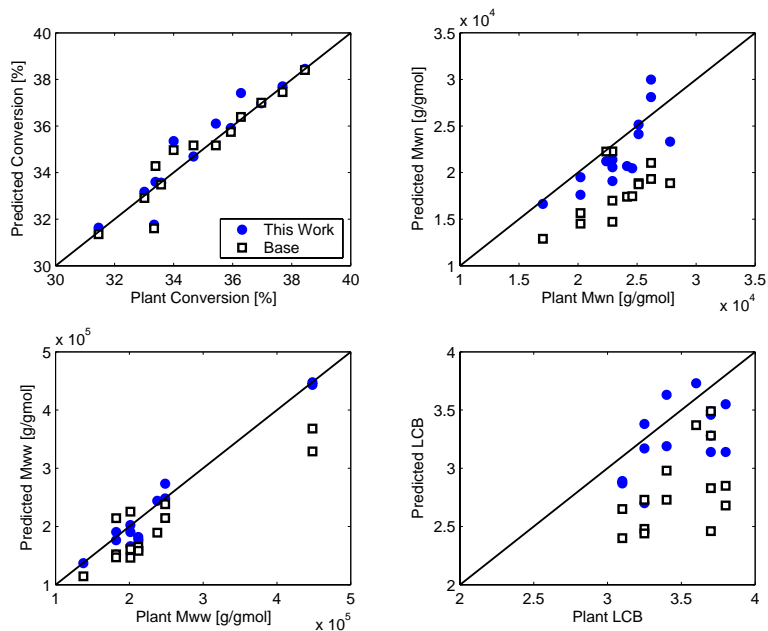 40
38
36
34
32
30
Predicted Conversion [%]
30 32 34 36 38 40
Plant Conversion [%]
This Work
Base
x 10^4
3.5
3
2.5
2
1.5
1
Predicted Mwn [g/gmol]
1 1.5 2 2.5 3 3.5
Plant Mwn [g/gmol]
x 10^4
x 10^5
5
4
3
2
1
Predicted Mww [g/gmol]
1 2 3 4 5
Plant Mww [g/gmol]
x 10^5
4
3.5
3
2.5
2
Predicted LCB
2 2.5 3 3.5 4
Plant LCB